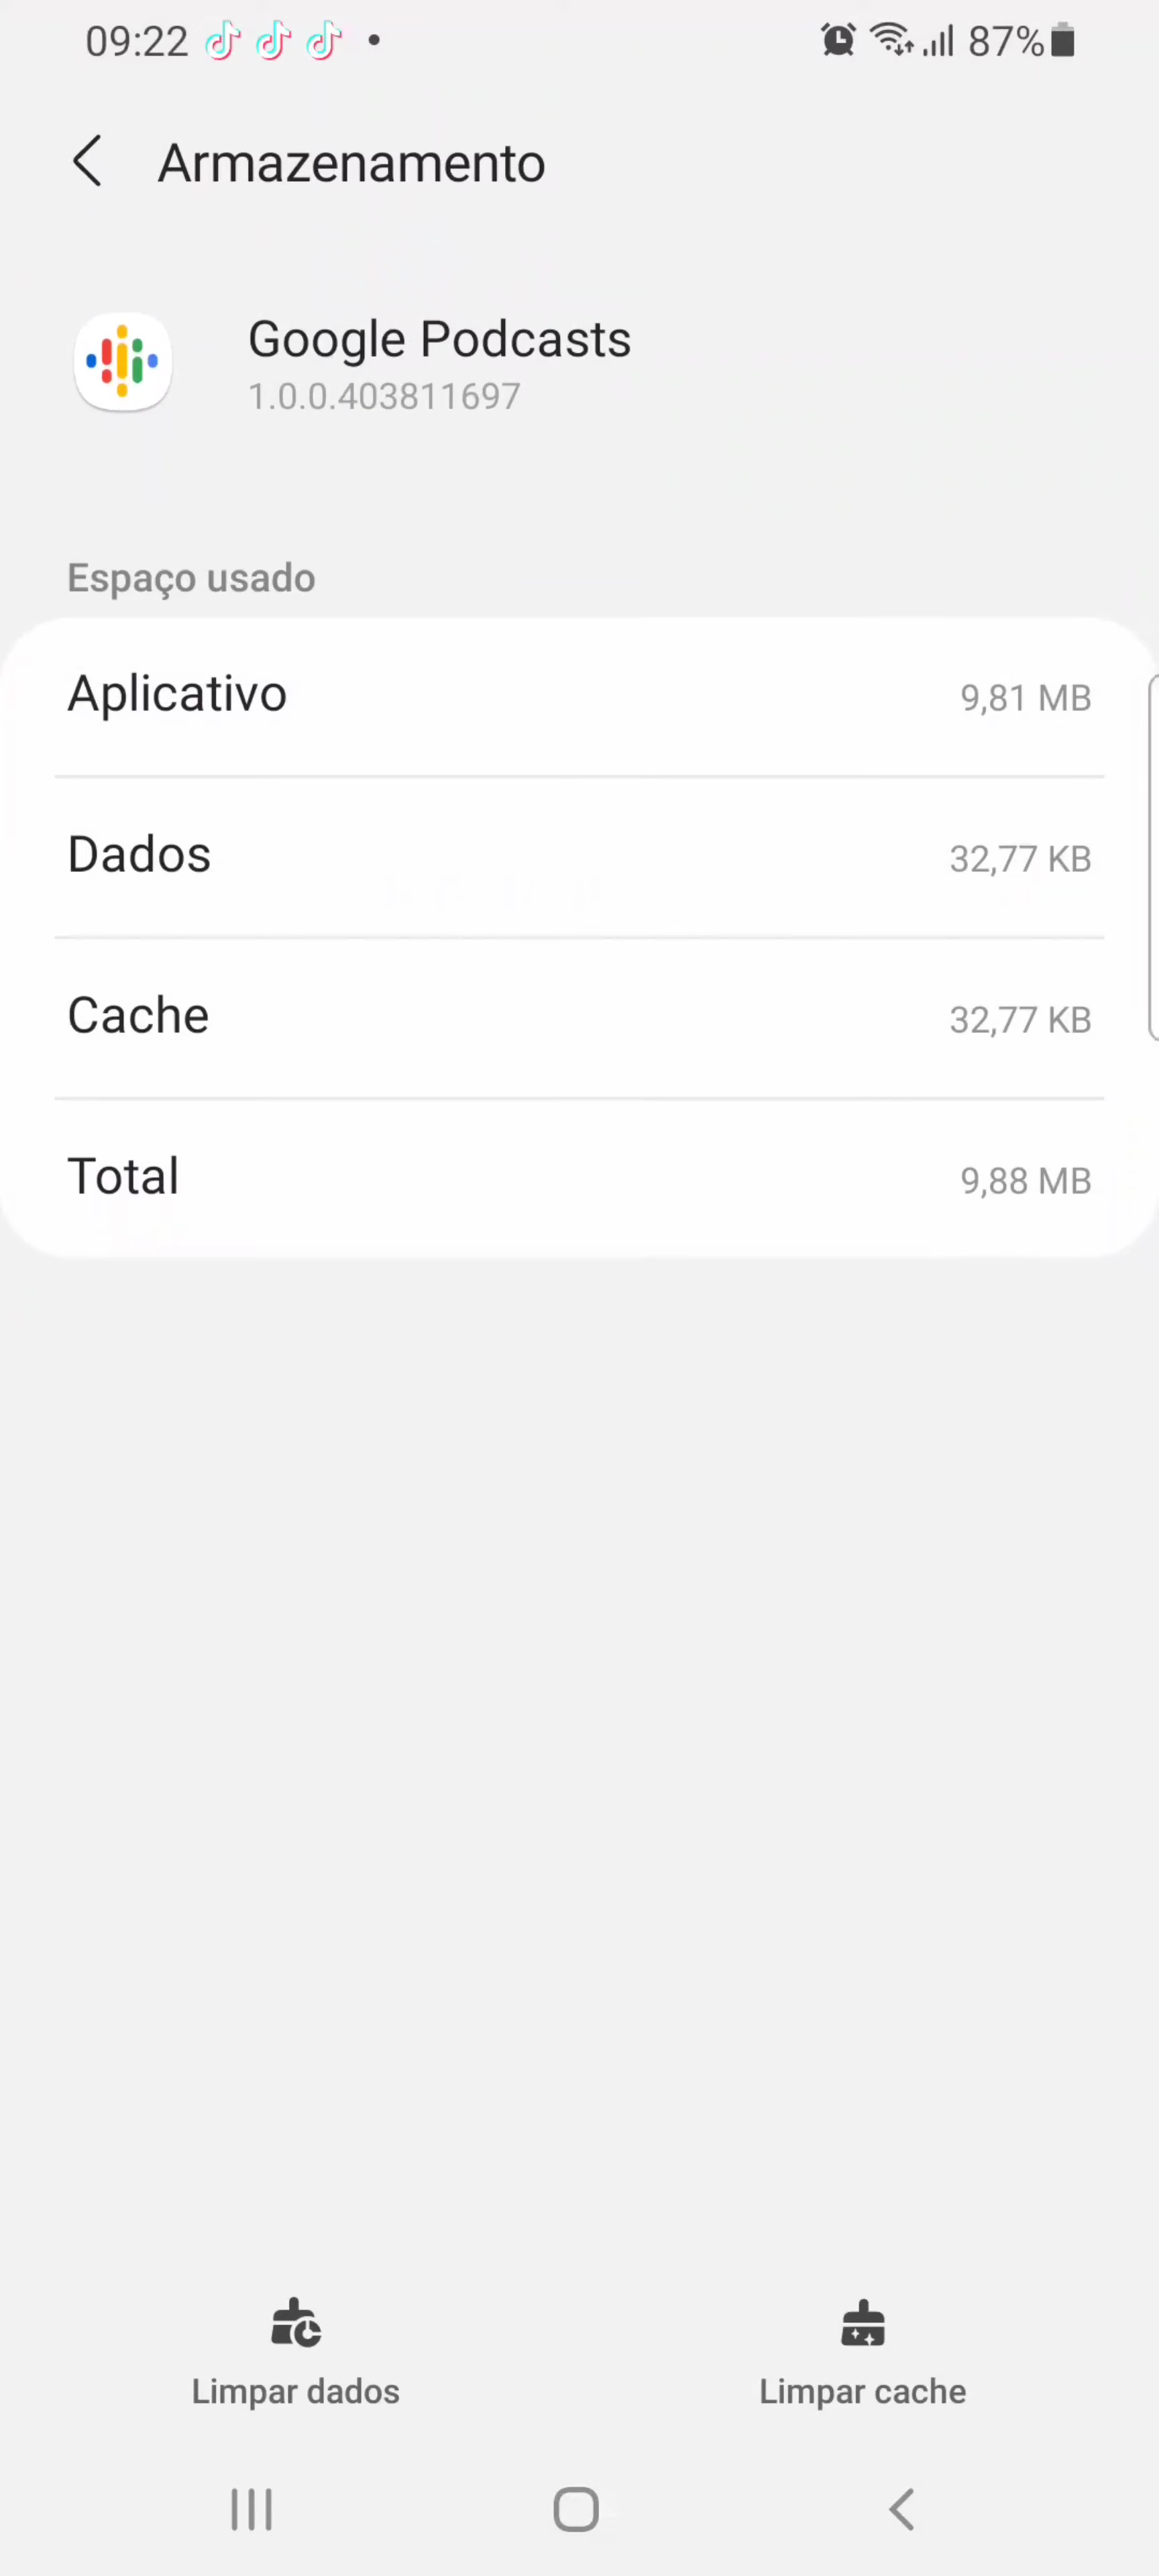 09:22 87%
Armazenamento
Google Podcasts
1.0.0.403811697
Espaço usado
Aplicativo 9,81 MB
Dados 32,77 KB
Cache 32,77 KB
Total 9,88 MB
Limpar dados Limpar cache